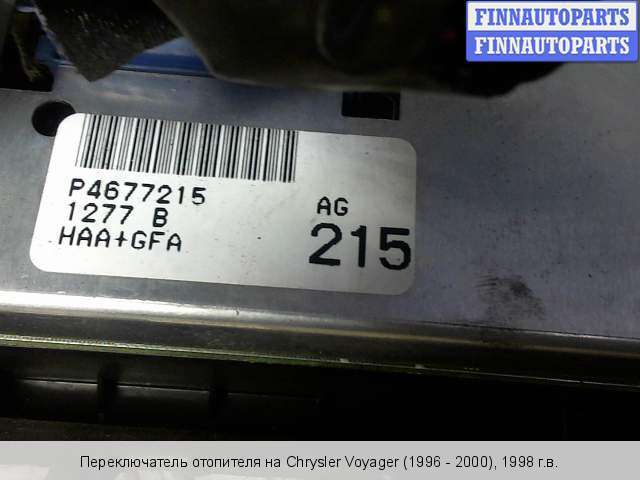 FINNAUTOPARTS
FINNAUTOPARTS
P4677215
1277 B
HAA+GFA
AG
215
Переключатель отопителя на Chrysler Voyager (1996 - 2000), 1998 г.в.